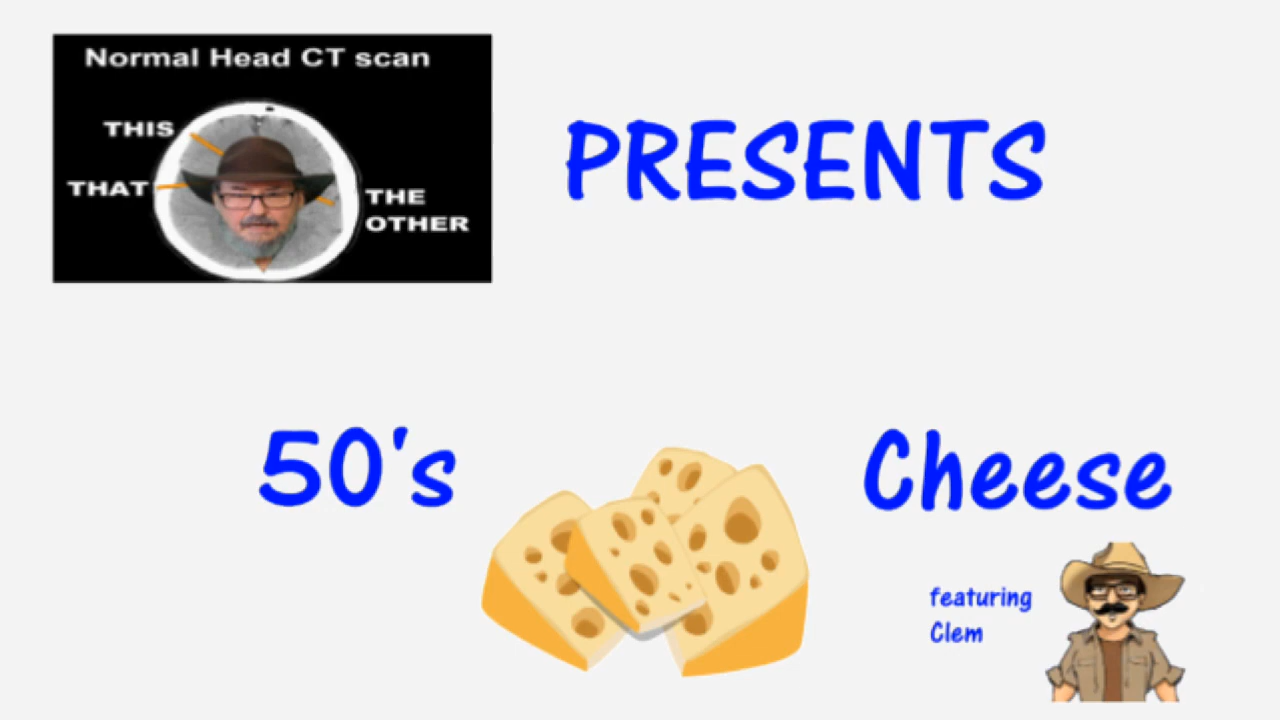 Normal Head CT scan
THIS
THAT
THE
OTHER
PRESENTS
50's Cheese
featuring
Clem